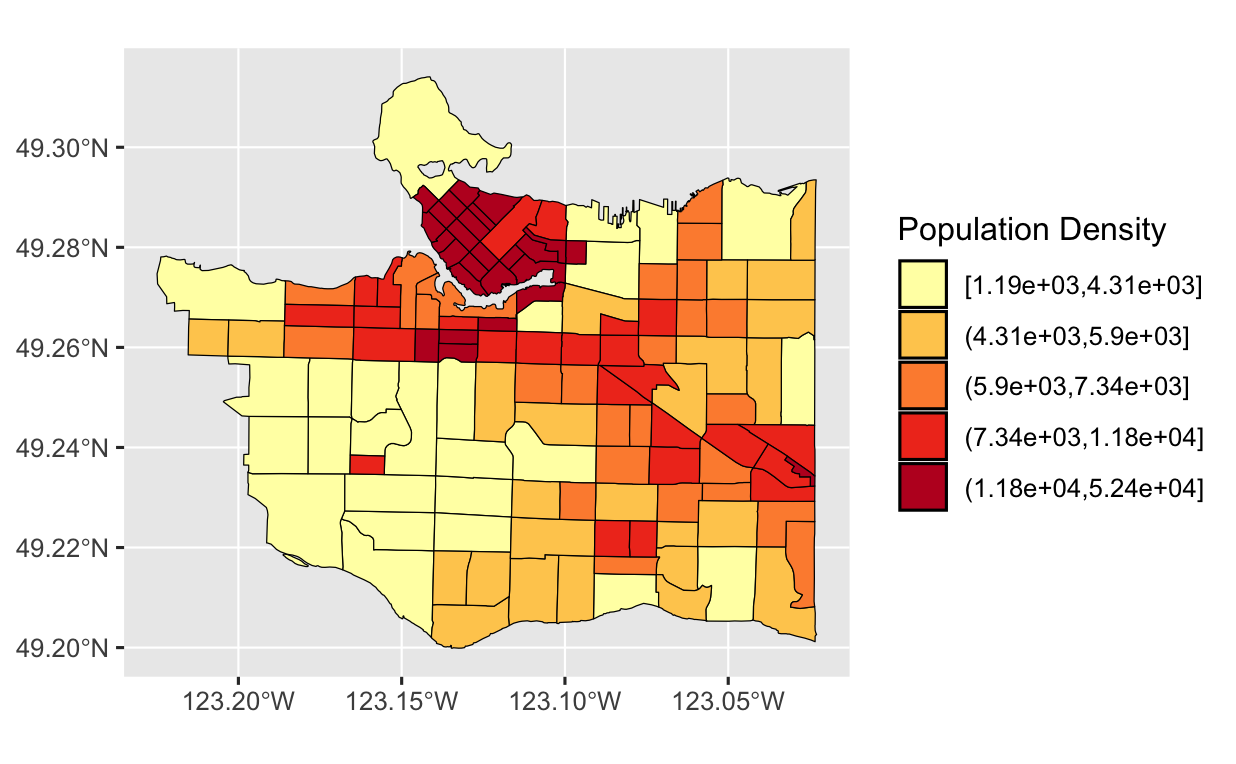 49.30°N
49.28°N
49.26°N
49.24°N
49.22°N
49.20°N
123.20°W 123.15°W 123.10°W 123.05°W
Population Density
[1.19e+03,4.31e+03]
(4.31e+03,5.9e+03]
(5.9e+03,7.34e+03]
(7.34e+03,1.18e+04]
(1.18e+04,5.24e+04]